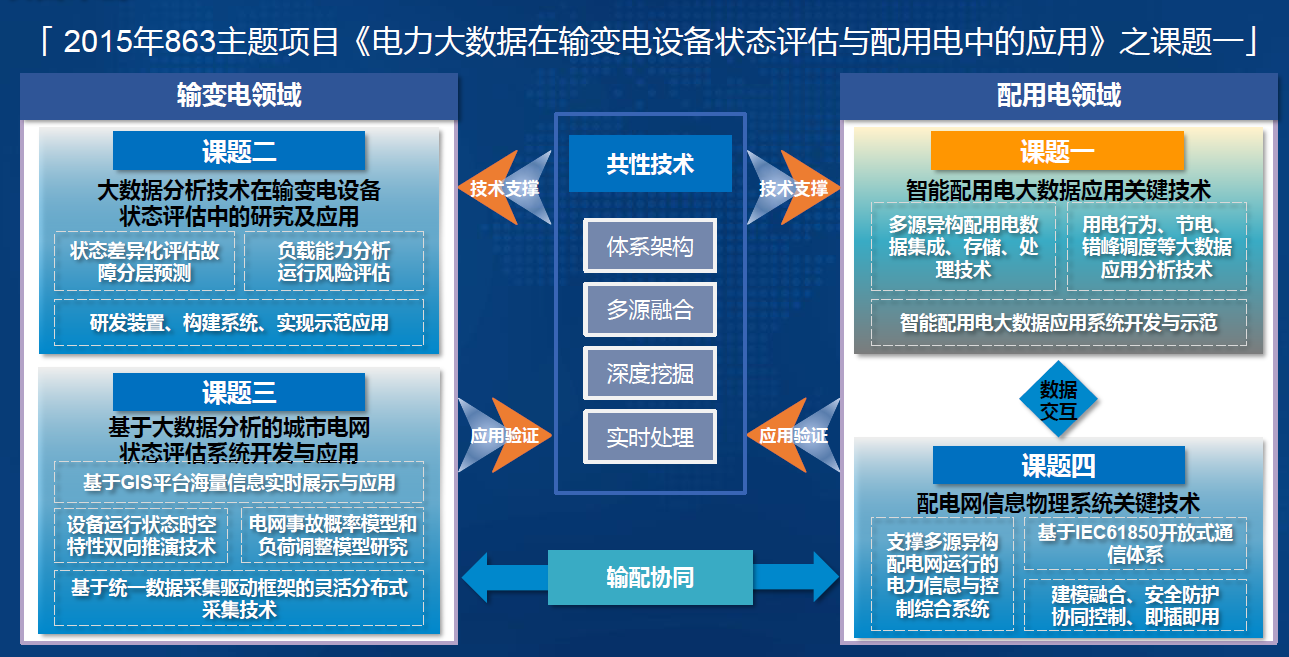 「 2015年863主题项目《电力大数据在输变电设备状态评估与配用电中的应用》之课题一」
输变电领域
课题二
大数据分析技术在输变电设备
状态评估中的研究及应用
状态差异化评估故
障分层预测
负载能力分析
运行风险评估
研发装置、构建系统、实现示范应用
课题三
基于大数据分析的城市电网
状态评估系统开发与应用
基于GIS平台海量信息实时展示与应用
设备运行状态时空
特性双向推演技术
电网事故概率模型和
负荷调整模型研究
基于统一数据采集驱动框架的灵活分布式
采集技术
技术支撑
应用验证
共性技术
体系架构
多源融合
深度挖掘
实时处理
输配协同
技术支撑
应用验证
配用电领域
课题一
智能配用电大数据应用关键技术
多源异构配用电数
据集成、存储、处
理技术
用电行为、节电、
错峰调度等大数据
应用分析技术
智能配用电大数据应用系统开发与示范
数据
交互
课题四
配电网信息物理系统关键技术
支撑多源异构
配电网运行的
电力信息与控
制综合系统
基于IEC61850开放式通
信体系
建模融合、安全防护
协同控制、即插即用